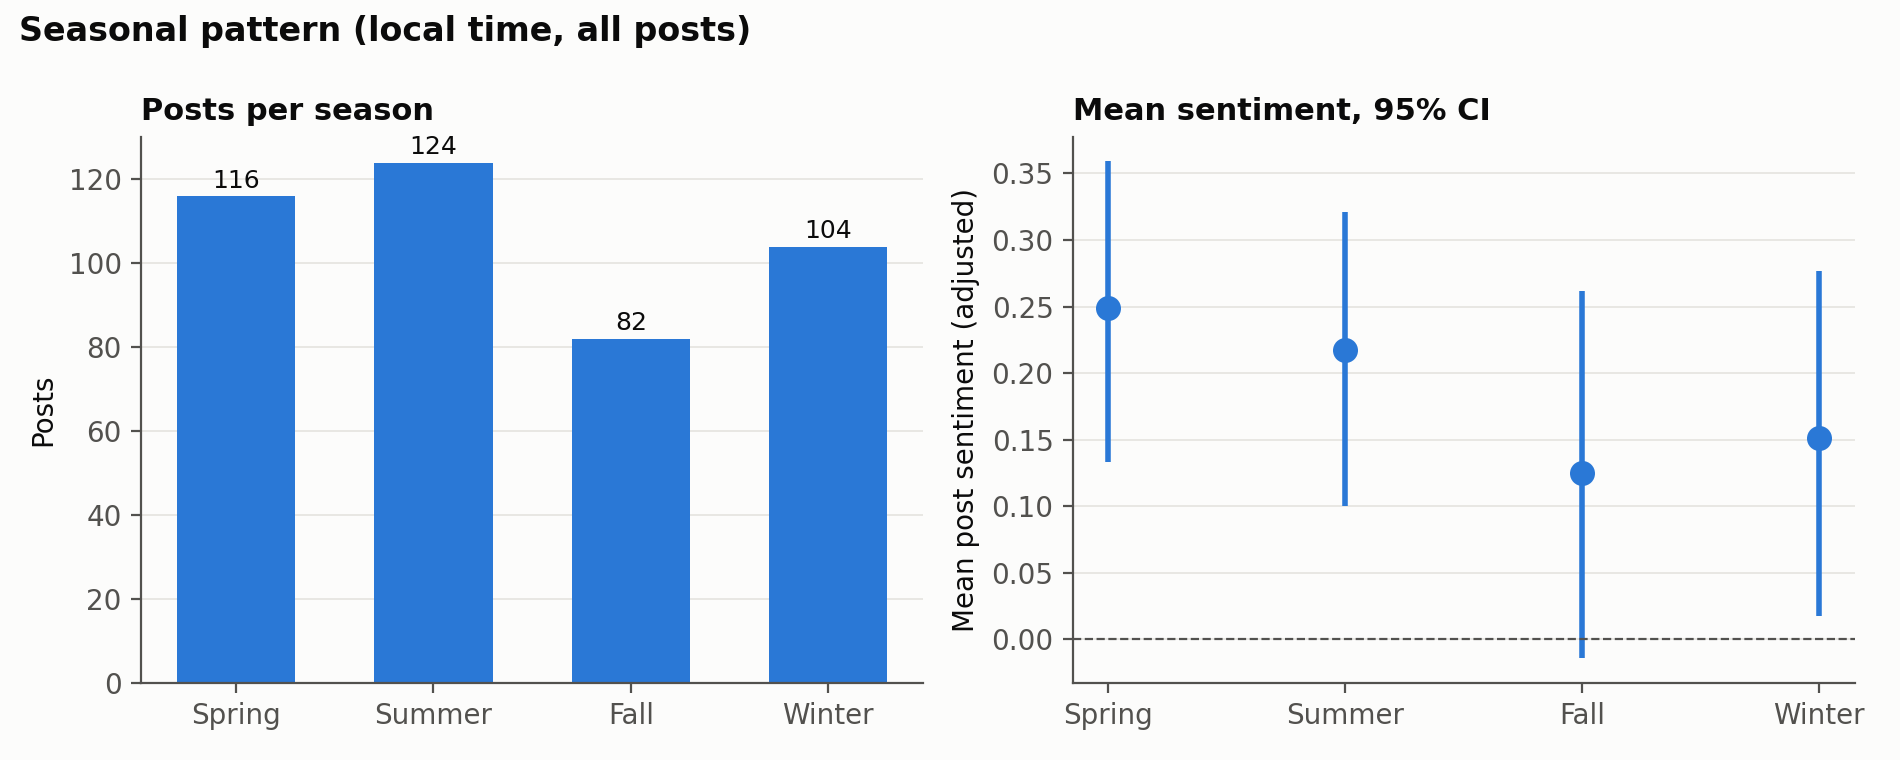 Seasonal pattern (local time, all posts)
Posts per season
124
116
104
82
120
100
80
60
40
20
0
Posts
Spring
Summer
Fall
Winter
Mean sentiment, 95% CI
0.35
0.30
0.25
0.20
0.15
0.10
0.05
0.00
Mean post sentiment (adjusted)
Spring
Summer
Fall
Winter